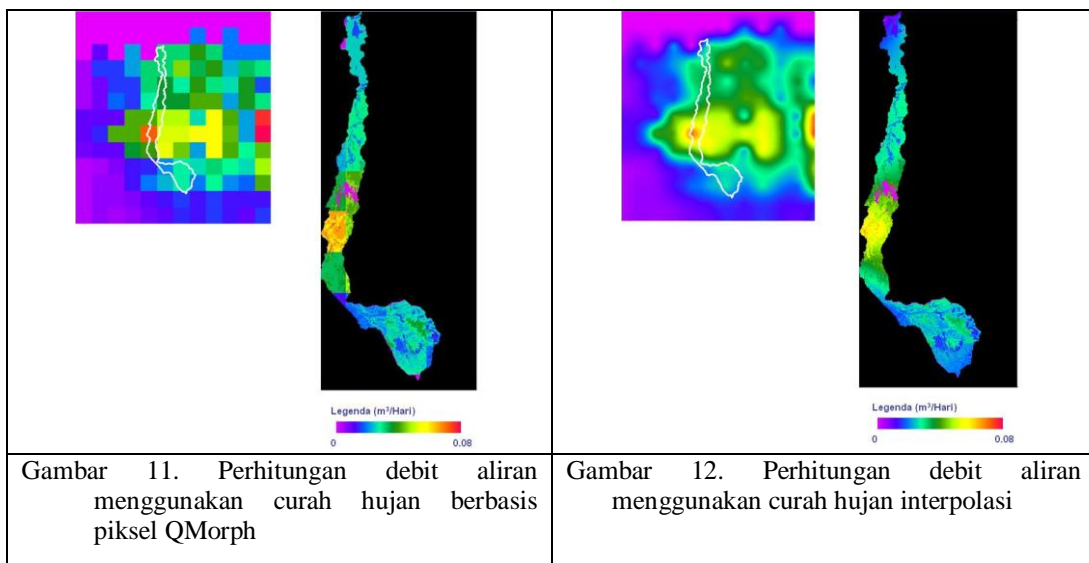 Legenda (m³/Hari)
0 0.08
Gambar 11. Perhitungan debit aliran
menggunakan curah hujan berbasis
piksel QMorph
Legenda (m³/Hari)
0 0.08
Gambar 12. Perhitungan debit aliran
menggunakan curah hujan interpolasi